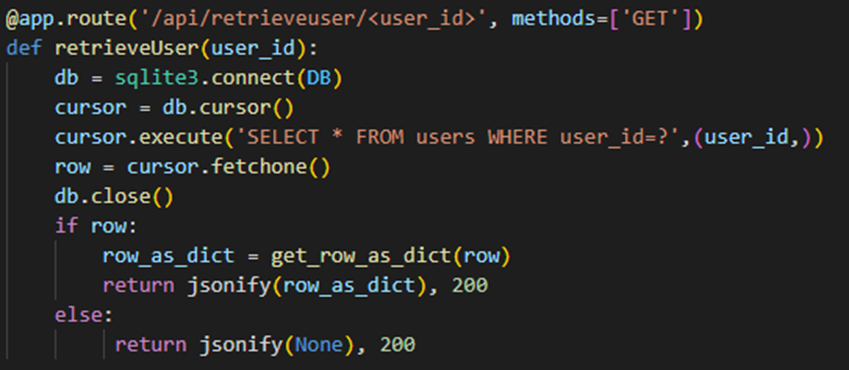 @app.route('/api/retrieveuser/<user_id>', methods=['GET'])
def retrieveUser(user_id):
    db = sqlite3.connect(DB)
    cursor = db.cursor()
    cursor.execute('SELECT * FROM users WHERE user_id=?',(user_id,))
    row = cursor.fetchone()
    db.close()
    if row:
        row_as_dict = get_row_as_dict(row)
        return jsonify(row_as_dict), 200
    else:
         return jsonify(None), 200